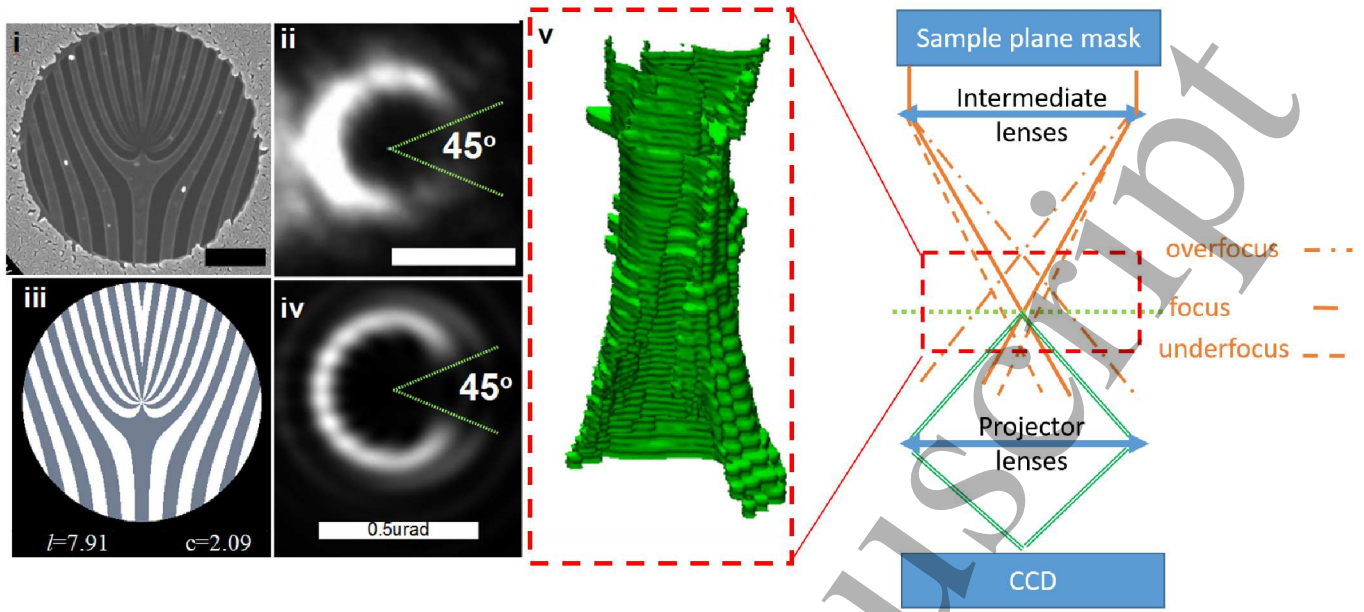 i
ii
45°
iii
l=7.91 c=2.09
iv
45°
0.5urad
v
Sample plane mask
Intermediate
lenses
overfocus
focus
underfocus
Projector
lenses
CCD
uscript